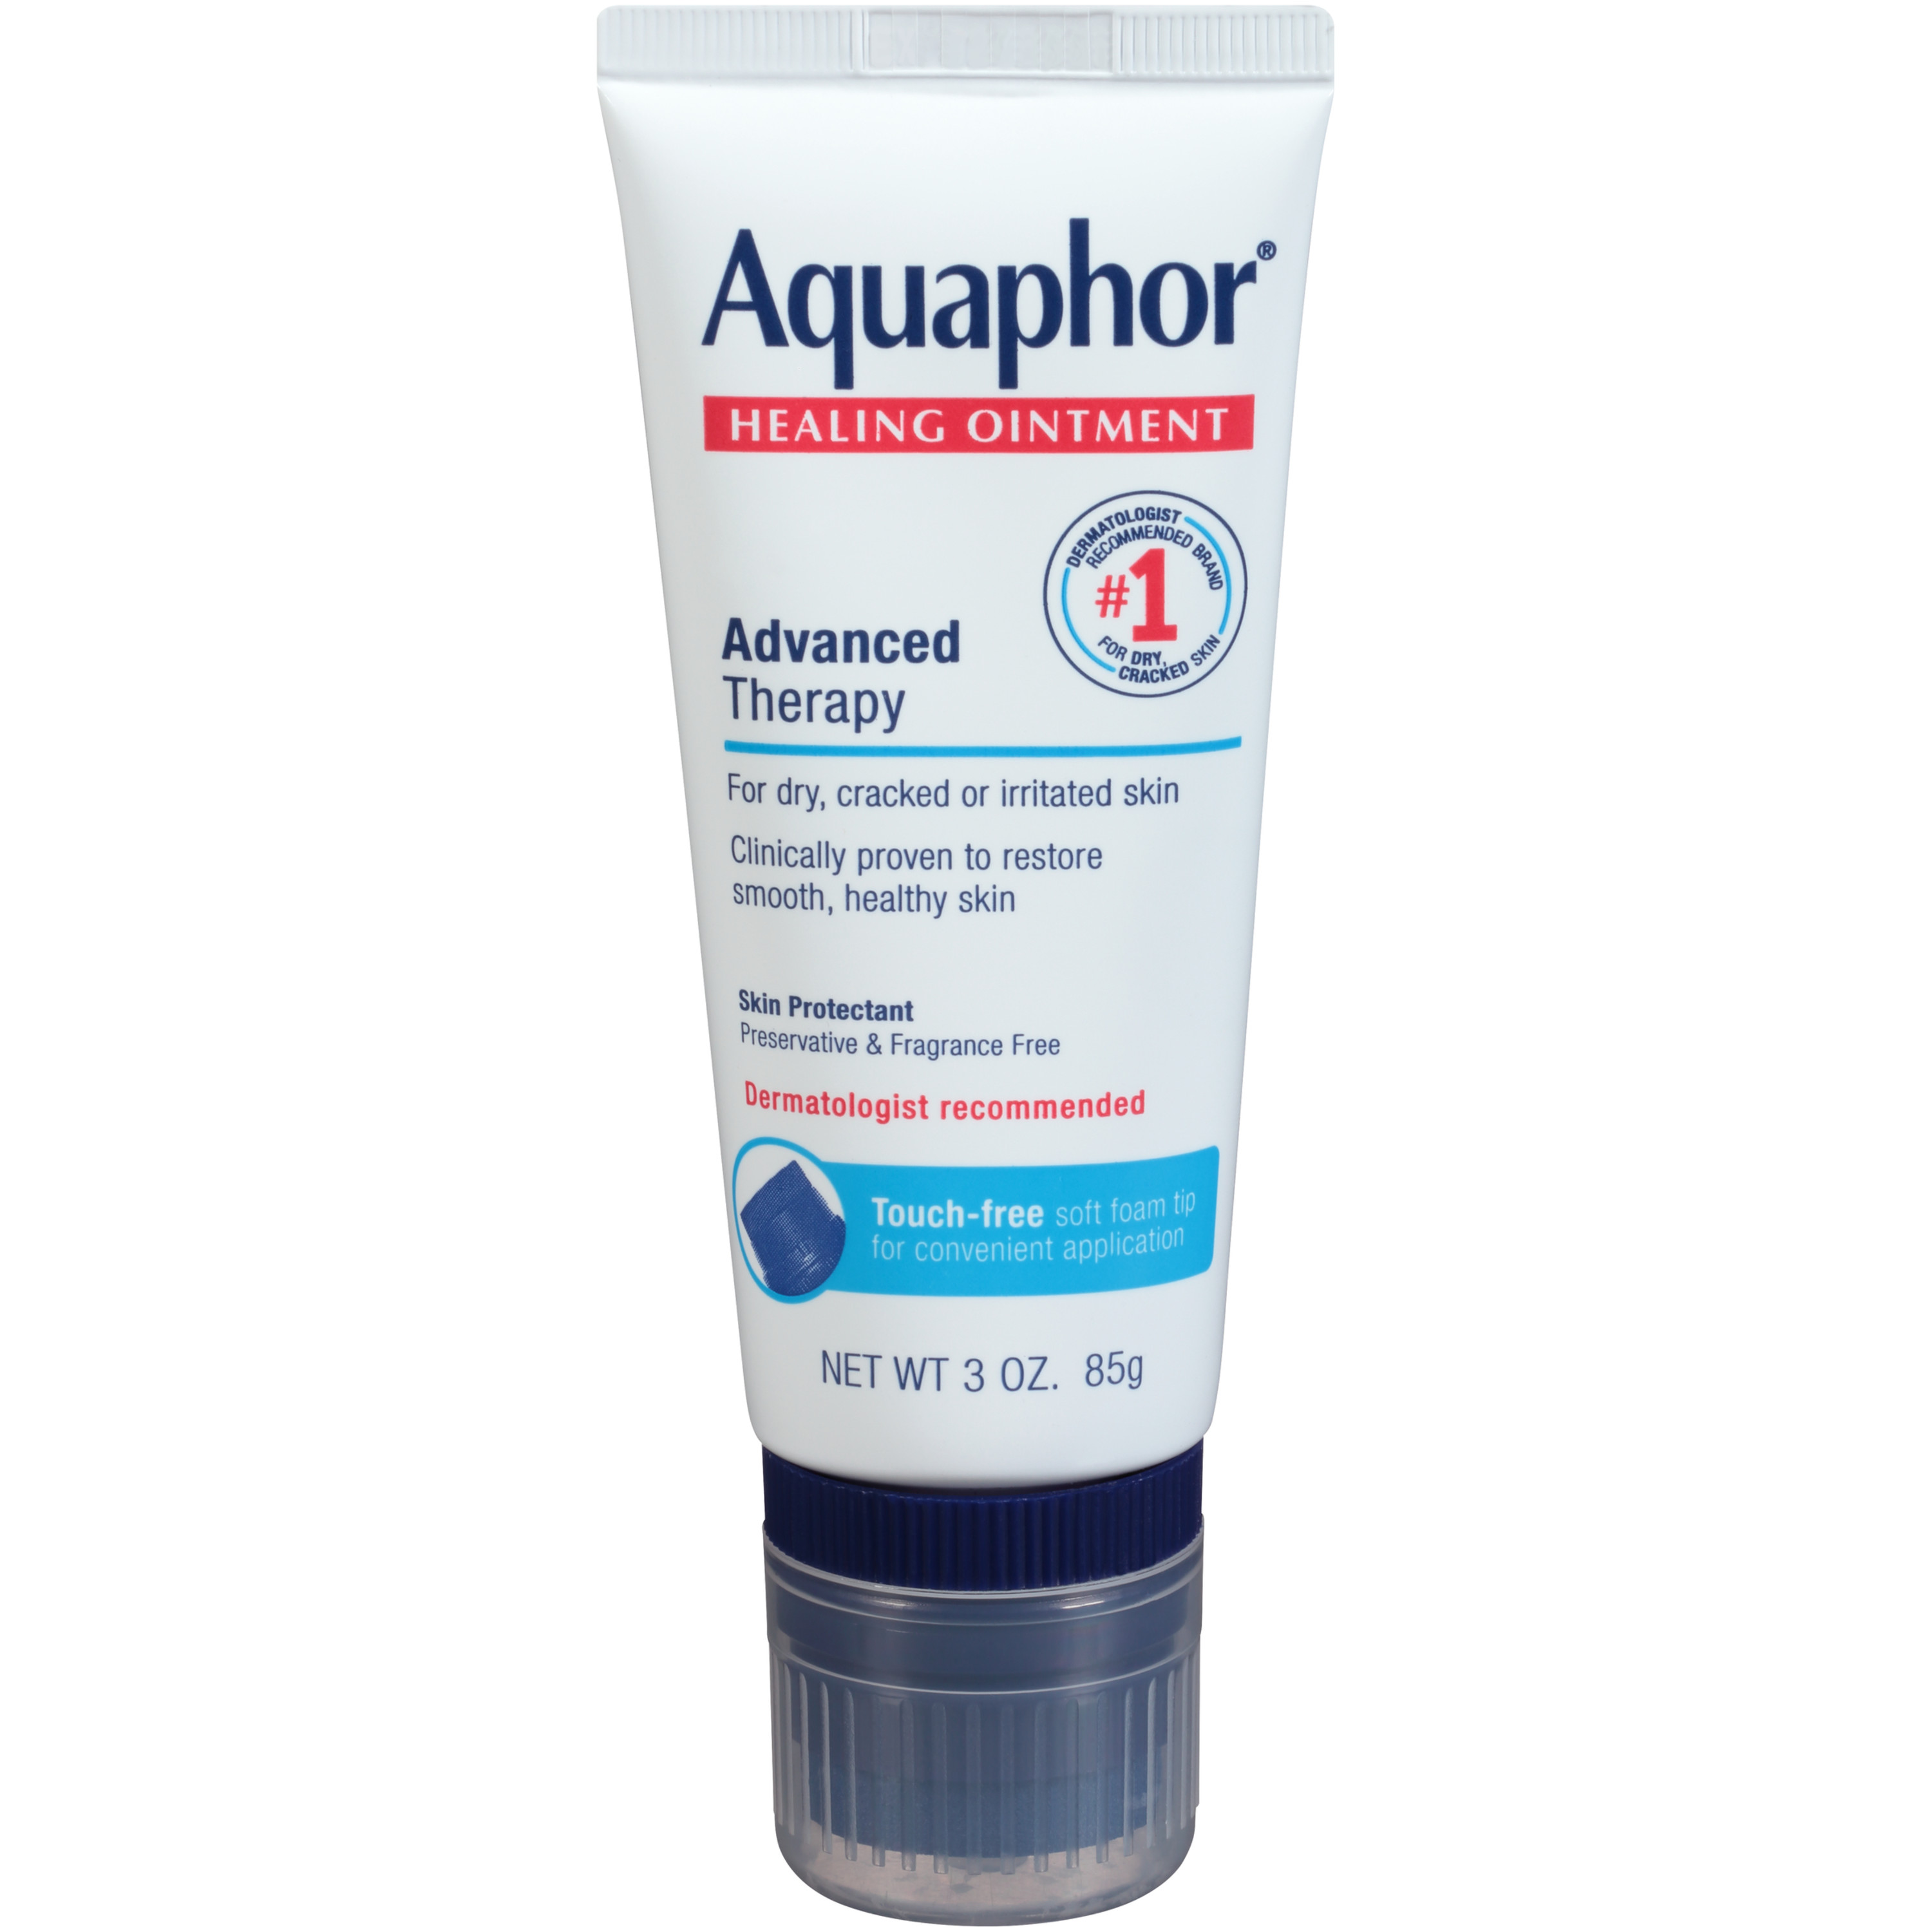 Aquaphor®
HEALING OINTMENT
DERMATOLOGIST
RECOMMENDED BRAND
#1
FOR DRY,
CRACKED SKIN
Advanced
Therapy
For dry, cracked or irritated skin
Clinically proven to restore
smooth, healthy skin
Skin Protectant
Preservative & Fragrance Free
Dermatologist recommended
Touch-free soft foam tip
for convenient application
NET WT 3 OZ. 85g